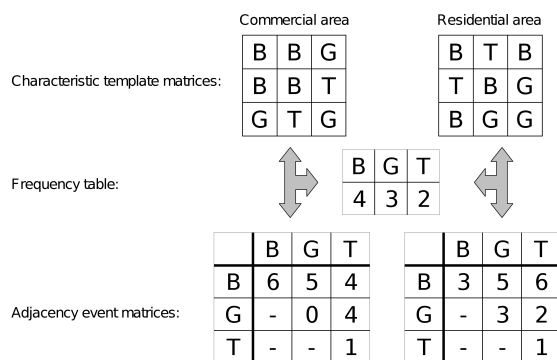 Commercial area Residential area
B B G B T B
Characteristic template matrices: B B T T B G
G T G B G G
B G T
Frequency table: 4 3 2
B G T B G T
B 6 5 4 B 3 5 6
Adjacency event matrices: G - 0 4 G - 3 2
T - - 1 T - - 1